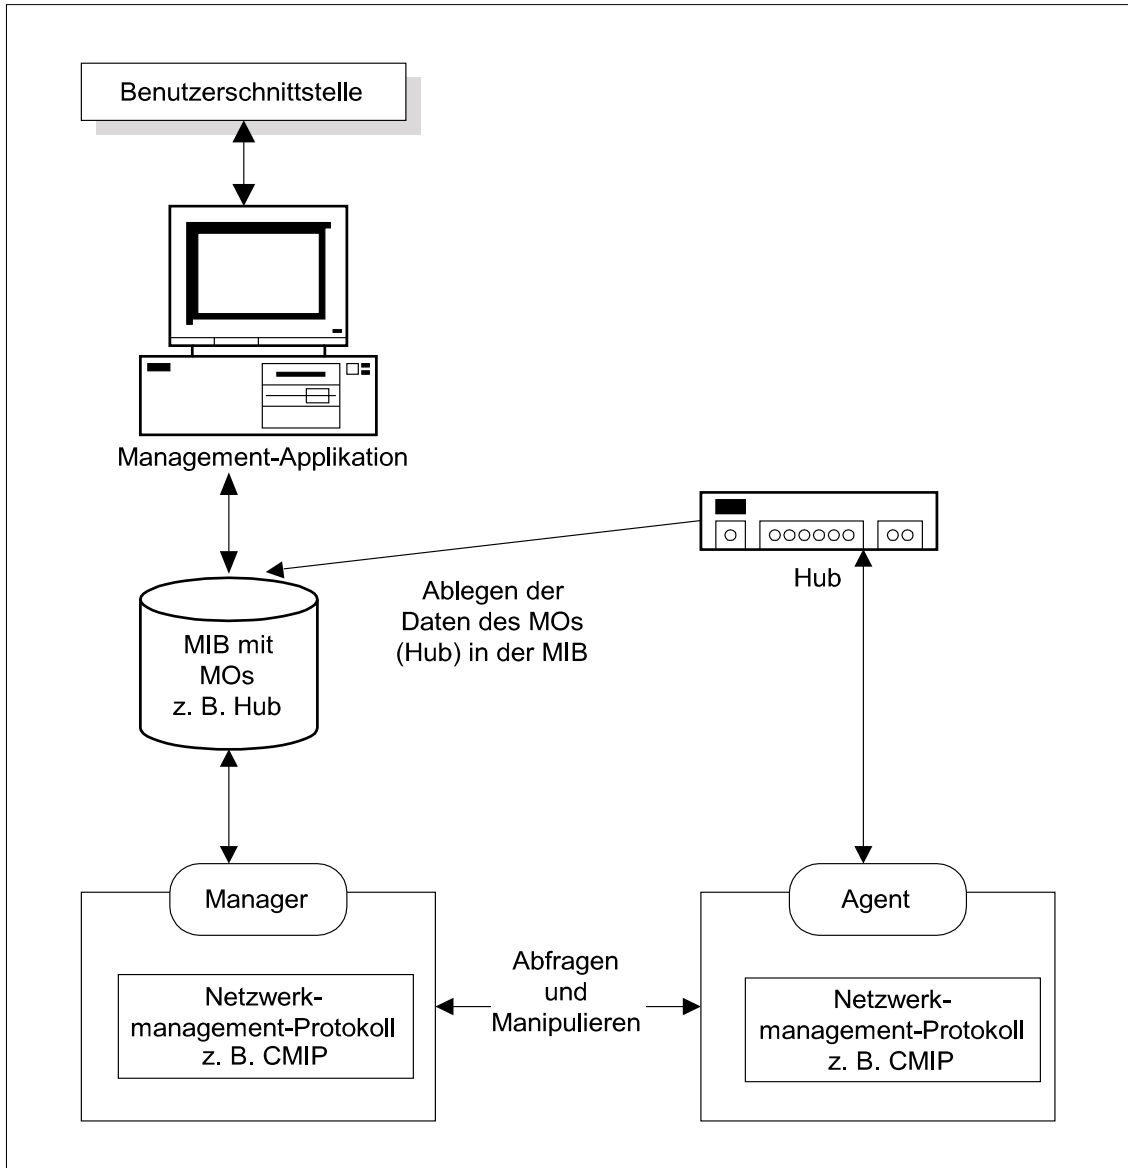 Benutzerschnittstelle
Management-Applikation
Hub
Ablegen der
Daten des MOs
(Hub) in der MIB
MIB mit
MOs
z. B. Hub
Manager
Agent
Abfragen
und
Manipulieren
Netzwerk-
management-Protokoll
z. B. CMIP
Netzwerk-
management-Protokoll
z. B. CMIP